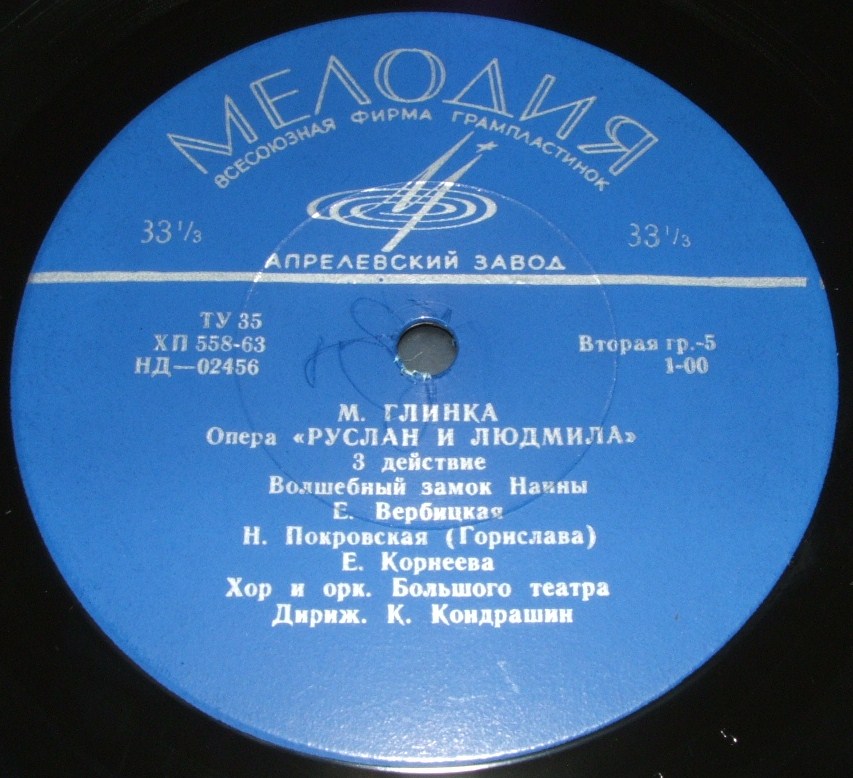 МЕЛОДИЯ
ВСЕСОЮЗНАЯ ФИРМА ГРАМПЛАСТИНОК
33 1/3
33 1/3
АПРЕЛЕВСКИЙ ЗАВОД
ТУ 35
ХП 558-63
НД—02456
Вторая гр.-5
1-00
М. ГЛИНКА
Опера «РУСЛАН И ЛЮДМИЛА»
3 действие
Волшебный замок Наины
Е. Вербицкая
Н. Покровская (Горислава)
Е. Корнеева
Хор и орк. Большого театра
Дириж. К. Кондрашин